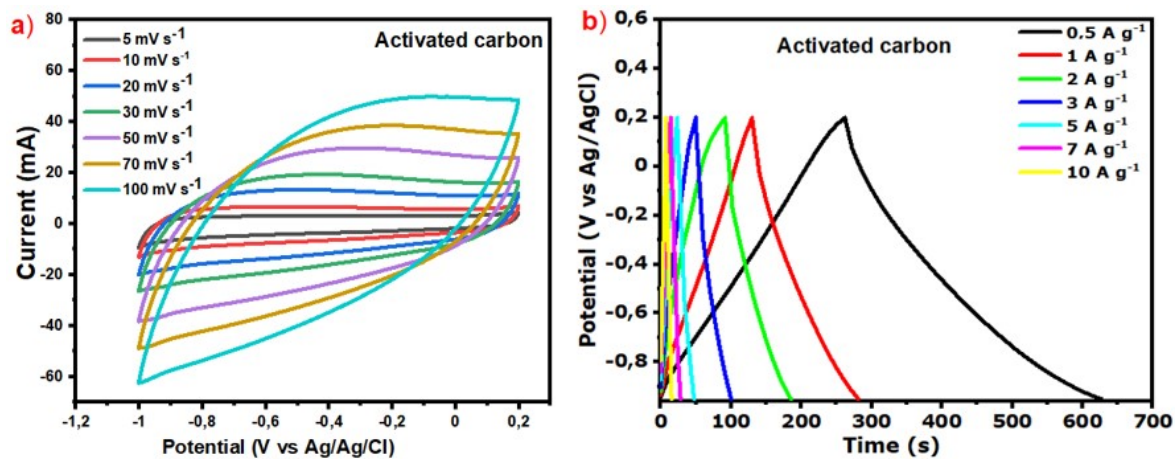 a)
Activated carbon
5 mV s⁻¹
10 mV s⁻¹
20 mV s⁻¹
30 mV s⁻¹
50 mV s⁻¹
70 mV s⁻¹
100 mV s⁻¹
Current (mA)
80
60
40
20
0
-20
-40
-60
-1,2
-1
-0,8
-0,6
-0,4
-0,2
0
0,2
Potential (V vs Ag/Ag/Cl)
b)
Activated carbon
0,5 A g⁻¹
1 A g⁻¹
2 A g⁻¹
3 A g⁻¹
5 A g⁻¹
7 A g⁻¹
10 A g⁻¹
Potential (V vs Ag/AgCl)
0,6
0,4
0,2
0
-0,2
-0,4
-0,6
-0,8
0
100
200
300
400
500
600
700
Time (s)